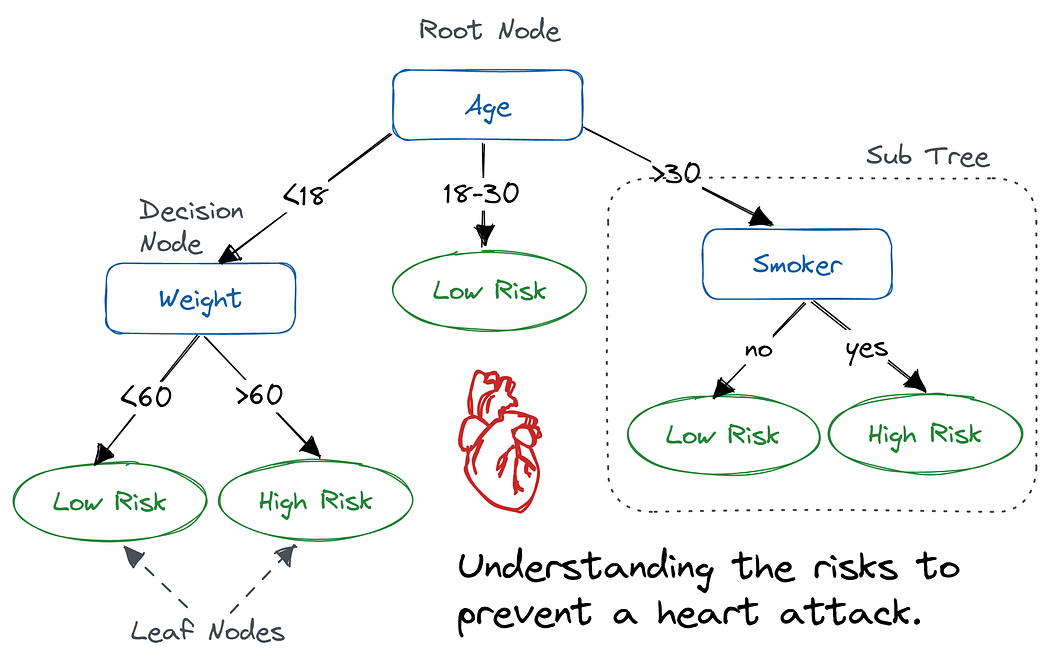 Root Node
Age
<18
18-30
>30
Sub Tree
Decision
Node
Weight
Low Risk
Smoker
<60
>60
no
yes
Low Risk
High Risk
Low Risk
High Risk
Leaf Nodes
Understanding the risks to
prevent a heart attack.